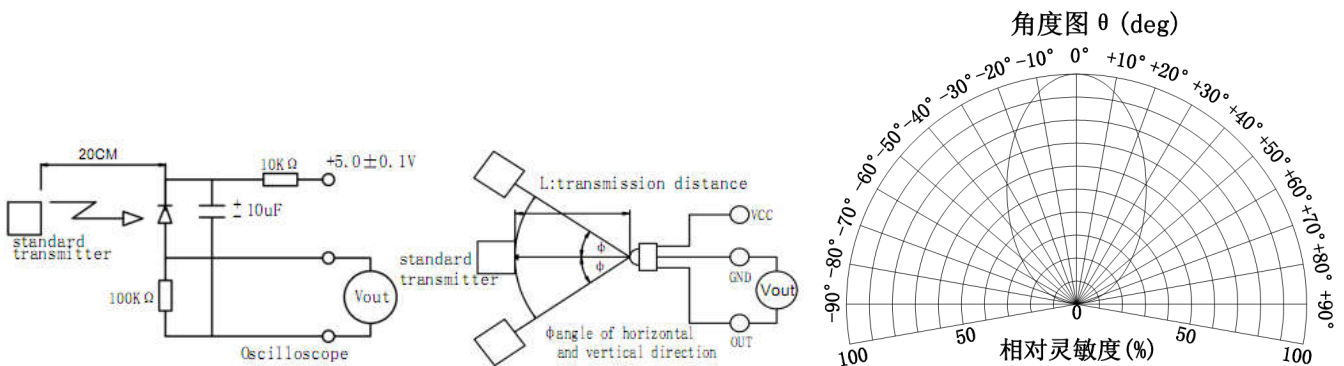 20CM
10KΩ
+5.0±0.1V
±10uF
standard
transmitter
100KΩ
Vout
Oscilloscope
L:transmission distance
standard
transmitter
Φ
Φ
VCC
GND
Vout
OUT
Φangle of horizontal
and vertical direction
角度图 θ (deg)
-90° -80° -70° -60° -50° -40° -30° -20° -10° 0° +10° +20° +30° +40° +50° +60° +70° +80° +90°
100 50 0 50 100
相对灵敏度(%)